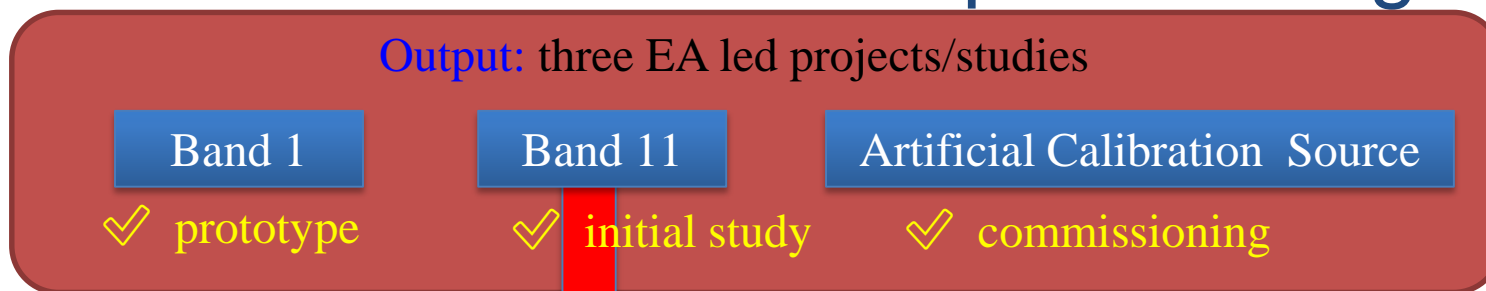 Output: three EA led projects/studies
Band 1
Band 11
Artificial Calibration Source
✓ prototype
✓ initial study
✓ commissioning